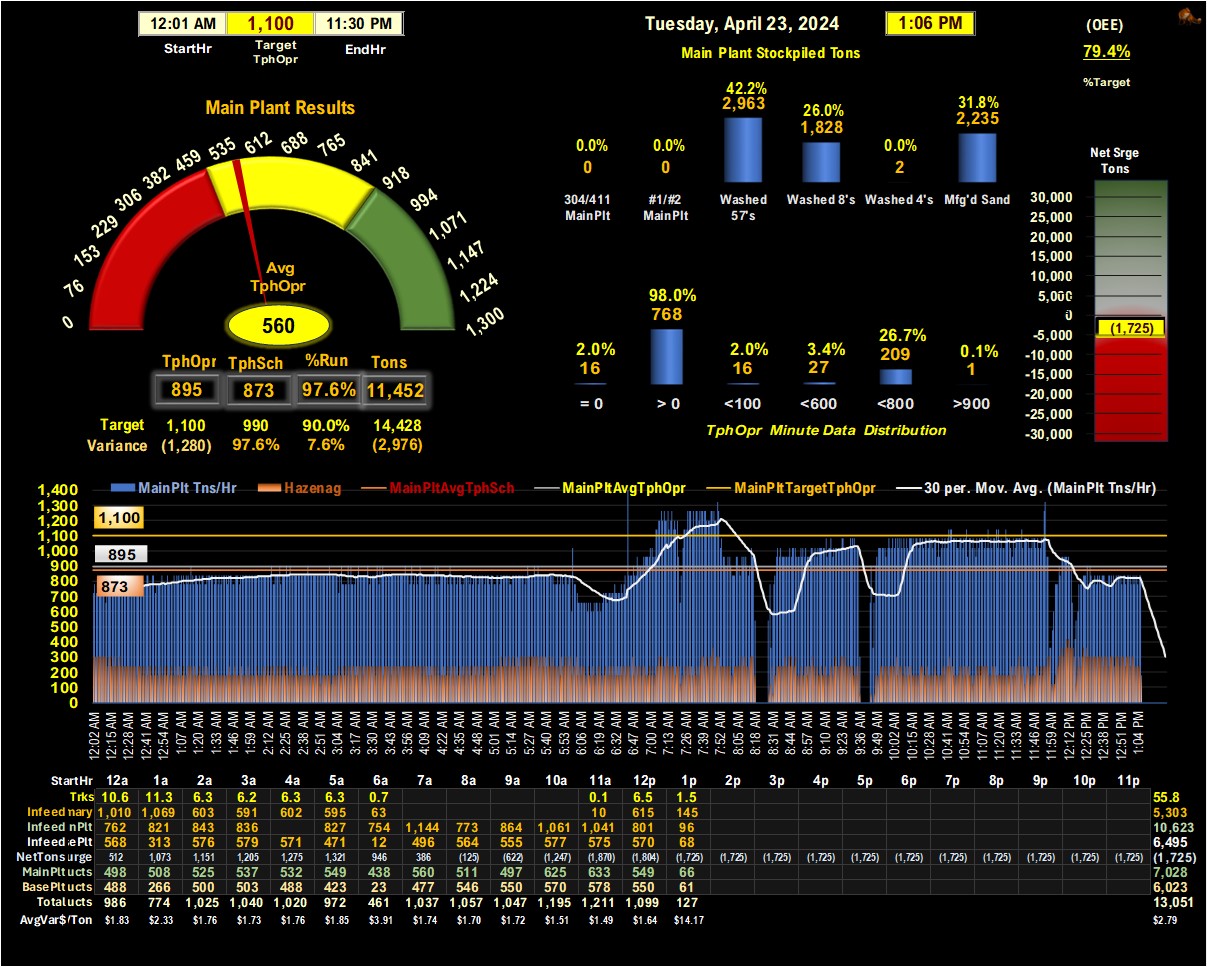 12:01 AM 1,100 11:30 PM
StartHr Target TphOpr EndHr
Tuesday, April 23, 2024 1:06 PM
(OEE)
79.4%
%Target
Main Plant Stockpiled Tons
42.2% 26.0% 31.8%
2,963 1,828 2,235
0.0% 0.0% 0.0%
0 0 2
304/411 MainPlt #1/#2 MainPlt Washed 57's Washed 8's Washed 4's Mfg'd Sand
Main Plant Results
0 76 153 229 306 382 459 535 612 688 765 841 918 994 1,071 1,147 1,224 1,300
Avg
TphOpr
560
TphOpr TphSch %Run Tons
895 873 97.6% 11,452
Target 1,100 990 90.0% 14,428
Variance (1,280) 97.6% 7.6% (2,976)
2.0% 98.0% 2.0% 3.4% 26.7% 0.1%
16 768 16 27 209 1
= 0 > 0 <100 <600 <800 >900
TphOpr Minute Data Distribution
Net Srge
Tons
30,000
25,000
20,000
15,000
10,000
5,000
0
(1,725)
-5,000
-10,000
-15,000
-20,000
-25,000
-30,000
MainPlt Tns/Hr Hazenag MainPltAvgTphSch MainPltAvgTphOpr MainPltTargetTphOpr 30 per. Mov. Avg. (MainPlt Tns/Hr)
1,400
1,300
1,200
1,100
1,000
900
800
700
600
500
400
300
200
100
0
1,100
895
873
12:02 AM 12:15 AM 12:28 AM 12:41 AM 12:54 AM 1:07 AM 1:20 AM 1:33 AM 1:46 AM 1:59 AM 2:12 AM 2:25 AM 2:38 AM 2:51 AM 3:04 AM 3:17 AM 3:30 AM 3:43 AM 3:56 AM 4:09 AM 4:22 AM 4:35 AM 4:48 AM 5:01 AM 5:14 AM 5:27 AM 5:40 AM 5:53 AM 6:06 AM 6:19 AM 6:32 AM 6:47 AM 7:00 AM 7:13 AM 7:26 AM 7:39 AM 7:52 AM 8:05 AM 8:18 AM 8:31 AM 8:44 AM 8:57 AM 9:10 AM 9:23 AM 9:36 AM 9:49 AM 10:02 AM 10:15 AM 10:28 AM 10:41 AM 10:54 AM 11:07 AM 11:20 AM 11:33 AM 11:46 AM 11:59 AM 12:12 PM 12:25 PM 12:38 PM 12:51 PM 1:04 PM
StartHr 12a 1a 2a 3a 4a 5a 6a 7a 8a 9a 10a 11a 12p 1p 2p 3p 4p 5p 6p 7p 8p 9p 10p 11p
Trks 10.6 11.3 6.3 6.2 6.3 6.3 0.7 0.1 6.5 1.5 55.8
Infeed mary 1,010 1,069 603 591 602 595 63 10 615 145 5,303
Infeed nPlt 762 821 843 836 827 754 1,144 773 864 1,061 1,041 801 96 10,623
Infeed ePlt 568 313 576 579 571 471 12 496 564 555 577 575 570 68 6,495
NetTons urge 512 1,073 1,151 1,205 1,275 1,321 946 386 (125) (622) (1,247) (1,870) (1,804) (1,725) (1,725) (1,725) (1,725) (1,725) (1,725) (1,725) (1,725) (1,725) (1,725) (1,725) (1,725)
MainPlt ucts 498 508 525 537 532 549 438 560 511 497 625 633 549 66 7,028
BasePlt ucts 488 266 500 503 488 423 23 477 546 550 570 578 550 61 6,023
Total ucts 986 774 1,025 1,040 1,020 972 461 1,037 1,057 1,047 1,195 1,211 1,099 127 13,051
AvgVar$/Ton $1.83 $2.33 $1.76 $1.73 $1.76 $1.85 $3.91 $1.74 $1.70 $1.72 $1.51 $1.49 $1.64 $14.17 $2.79